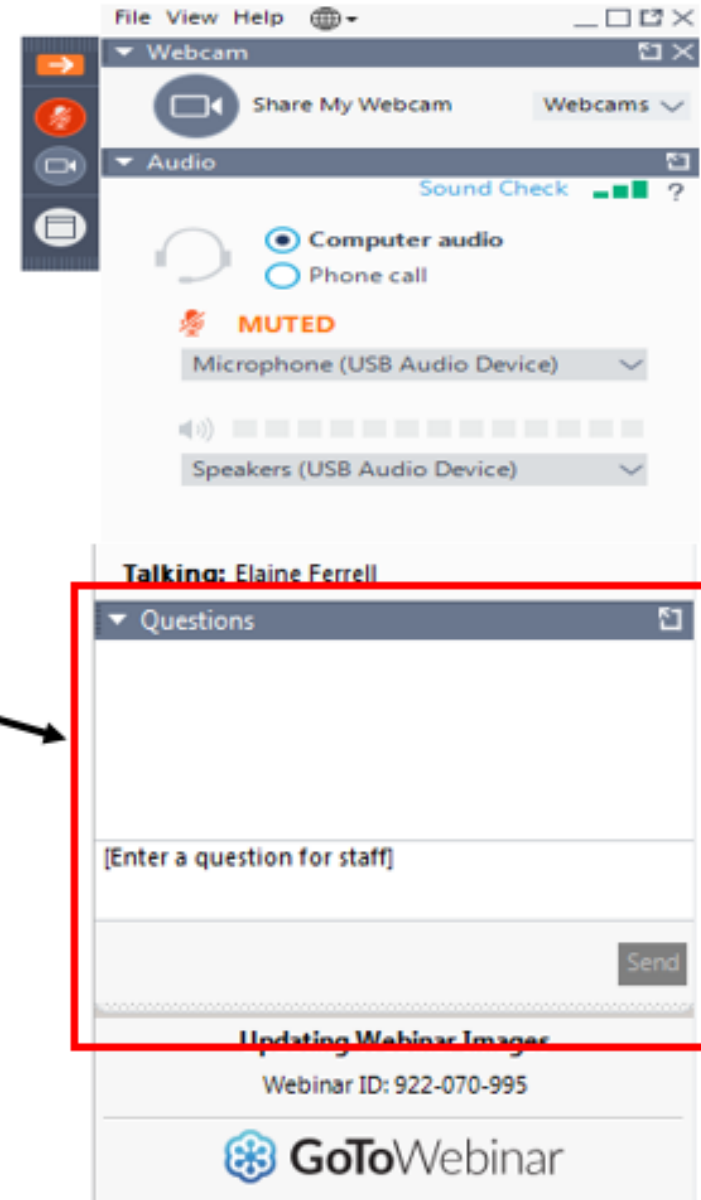 File View Help
Webcam
Share My Webcam Webcams
Audio
Sound Check ?
Computer audio
Phone call
MUTED
Microphone (USB Audio Device)
Speakers (USB Audio Device)
Talking: Elaine Ferrell
Questions
[Enter a question for staff]
Send
Updating Webinar Images
Webinar ID: 922-070-995
GoToWebinar